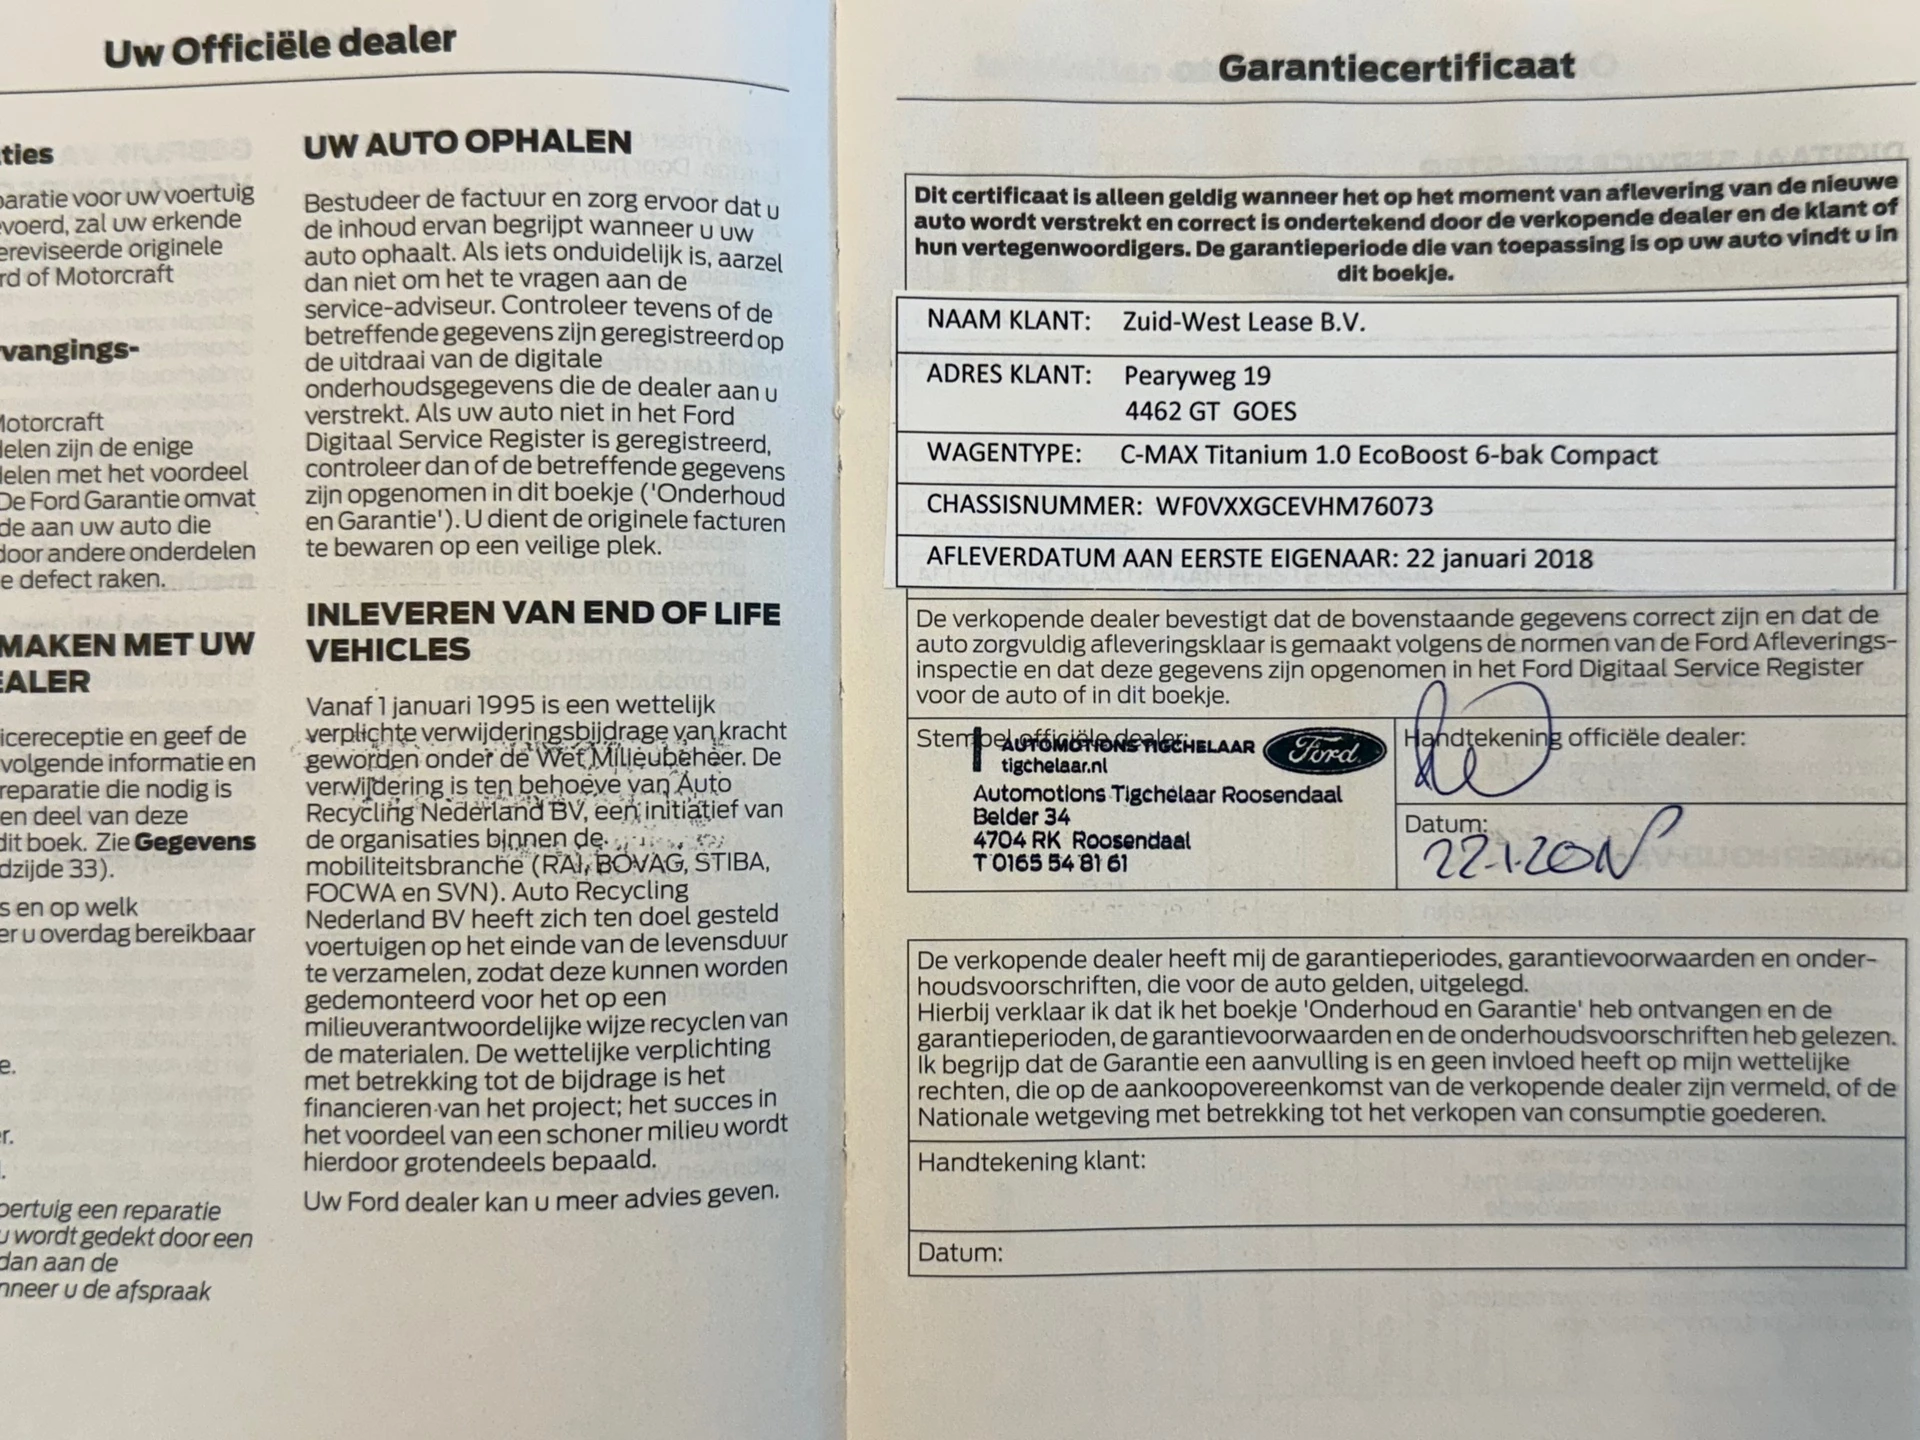 Uw Officiële dealer
ties
paratie voor uw voertuig
voerd, zal uw erkende
ereviseerde originele
rd of Motorcraft
rvangings-
Motorcraft
delen zijn de enige
delen met het voordeel
De Ford Garantie omvat
de aan uw auto die
door andere onderdelen
e defect raken.
MAKEN MET UW
EALER
icereceptie en geef de
volgende informatie en
reparatie die nodig is
en deel van deze
dit boek. Zie Gegevens
dzijde 33).
s en op welk
er u overdag bereikbaar
e.
r.
oertuig een reparatie
u wordt gedekt door een
dan aan de
nneer u de afspraak
UW AUTO OPHALEN
Bestudeer de factuur en zorg ervoor dat u
de inhoud ervan begrijpt wanneer u uw
auto ophaalt. Als iets onduidelijk is, aarzel
dan niet om het te vragen aan de
service-adviseur. Controleer tevens of de
betreffende gegevens zijn geregistreerd op
de uitdraai van de digitale
onderhoudsgegevens die de dealer aan u
verstrekt. Als uw auto niet in het Ford
Digitaal Service Register is geregistreerd,
controleer dan of de betreffende gegevens
zijn opgenomen in dit boekje ('Onderhoud
en Garantie'). U dient de originele facturen
te bewaren op een veilige plek.
INLEVEREN VAN END OF LIFE
VEHICLES
Vanaf 1 januari 1995 is een wettelijk
verplichte verwijderingsbijdrage van kracht
geworden onder de Wet Milieubeheer. De
verwijdering is ten behoeve van Auto
Recycling Nederland BV, een initiatief van
de organisaties binnen de
mobiliteitsbranche (RAI, BOVAG, STIBA,
FOCWA en SVN). Auto Recycling
Nederland BV heeft zich ten doel gesteld
voertuigen op het einde van de levensduur
te verzamelen, zodat deze kunnen worden
gedemonteerd voor het op een
milieuverantwoordelijke wijze recyclen van
de materialen. De wettelijke verplichting
met betrekking tot de bijdrage is het
financieren van het project; het succes in
het voordeel van een schoner milieu wordt
hierdoor grotendeels bepaald.
Uw Ford dealer kan u meer advies geven.
Garantiecertificaat
Dit certificaat is alleen geldig wanneer het op het moment van aflevering van de nieuwe
auto wordt verstrekt en correct is ondertekend door de verkopende dealer en de klant of
hun vertegenwoordigers. De garantieperiode die van toepassing is op uw auto vindt u in
dit boekje.
NAAM KLANT: Zuid-West Lease B.V.
ADRES KLANT: Pearyweg 19
4462 GT GOES
WAGENTYPE: C-MAX Titanium 1.0 EcoBoost 6-bak Compact
CHASSISNUMMER: WF0VXXGCEVHM76073
AFLEVERDATUM AAN EERSTE EIGENAAR: 22 januari 2018
De verkopende dealer bevestigt dat de bovenstaande gegevens correct zijn en dat de
auto zorgvuldig afleveringsklaar is gemaakt volgens de normen van de Ford Afleverings-
inspectie en dat deze gegevens zijn opgenomen in het Ford Digitaal Service Register
voor de auto of in dit boekje.
Stempel officiële dealer:
AUTOMOTIONS TIGCHELAAR
Ford
tigchelaar.nl
Automotions Tigchelaar Roosendaal
Belder 34
4704 RK Roosendaal
T 0165 54 81 61
Handtekening officiële dealer:
Datum:
De verkopende dealer heeft mij de garantieperiodes, garantievoorwaarden en onder-
houdsvoorschriften, die voor de auto gelden, uitgelegd.
Hierbij verklaar ik dat ik het boekje 'Onderhoud en Garantie' heb ontvangen en de
garantieperioden, de garantievoorwaarden en de onderhoudsvoorschriften heb gelezen.
Ik begrijp dat de Garantie een aanvulling is en geen invloed heeft op mijn wettelijke
rechten, die op de aankoopovereenkomst van de verkopende dealer zijn vermeld, of de
Nationale wetgeving met betrekking tot het verkopen van consumptie goederen.
Handtekening klant:
Datum: